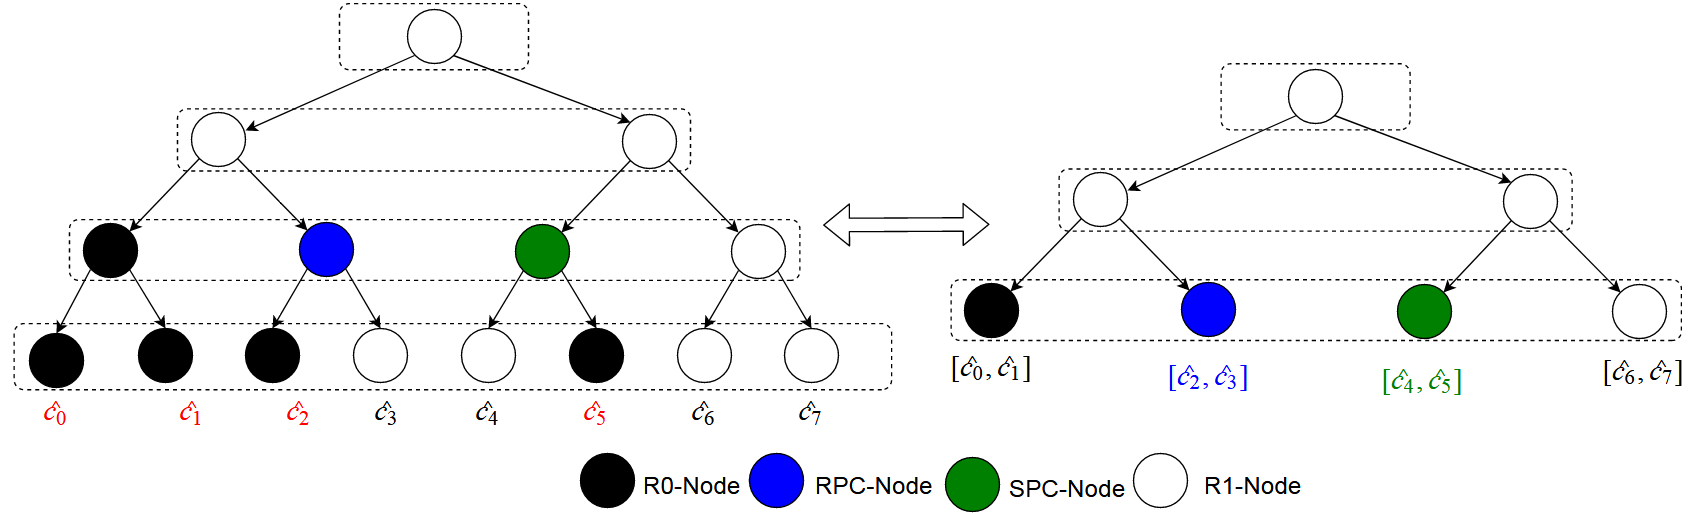 [ĉ0, ĉ1]
[ĉ2, ĉ3]
[ĉ4, ĉ5]
[ĉ6, ĉ7]
ĉ0 ĉ1 ĉ2 ĉ3 ĉ4 ĉ5 ĉ6 ĉ7
R0-Node RPC-Node SPC-Node R1-Node